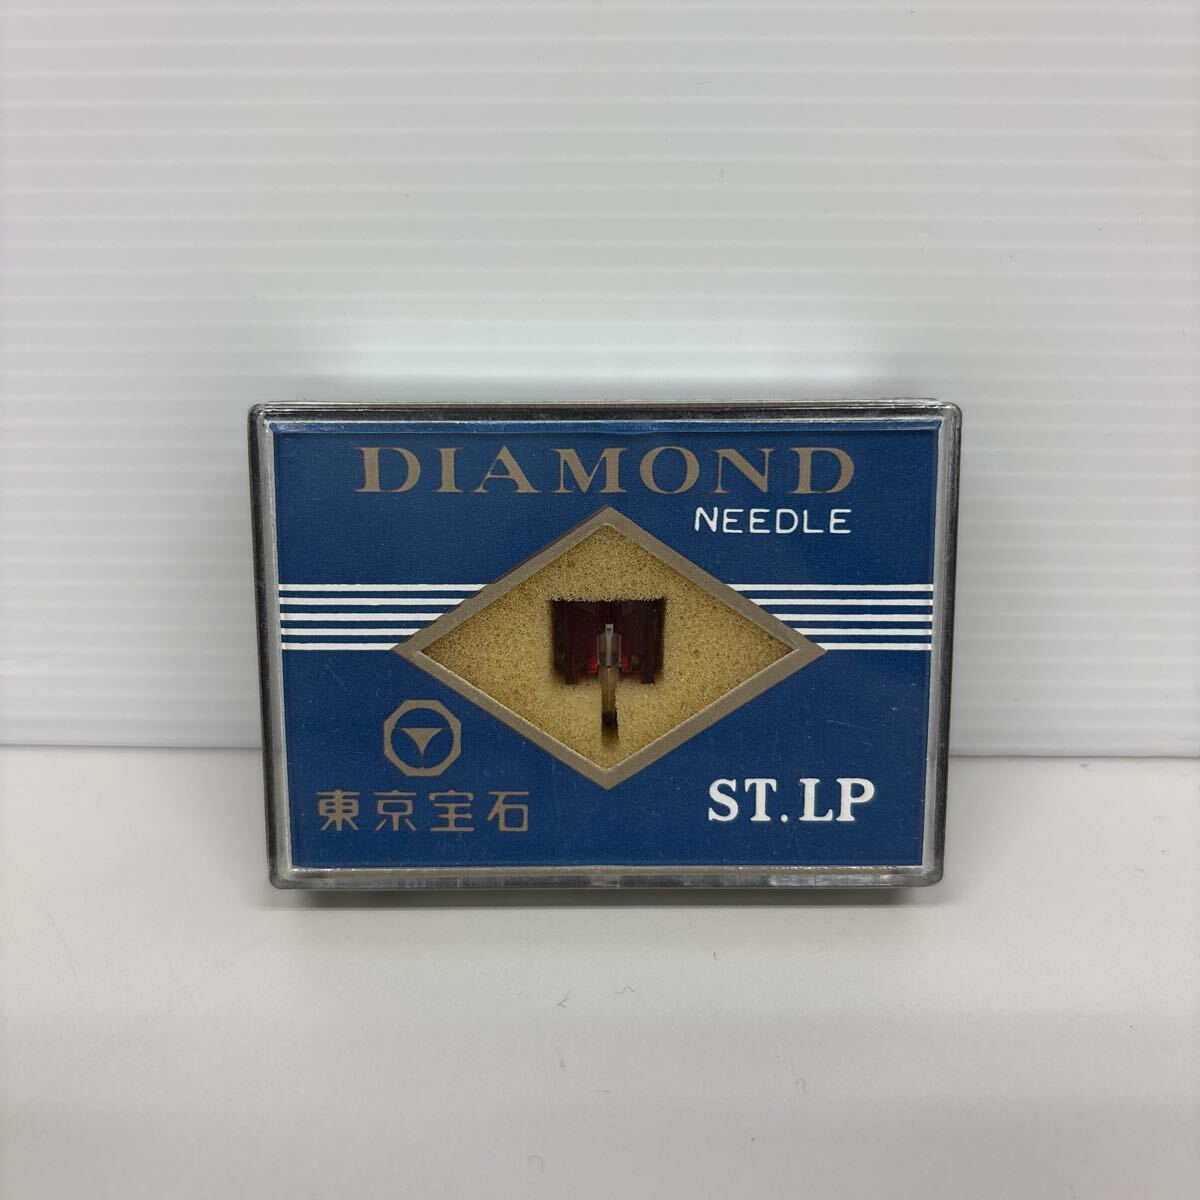 DIAMOND
NEEDLE
東京宝石
ST.LP